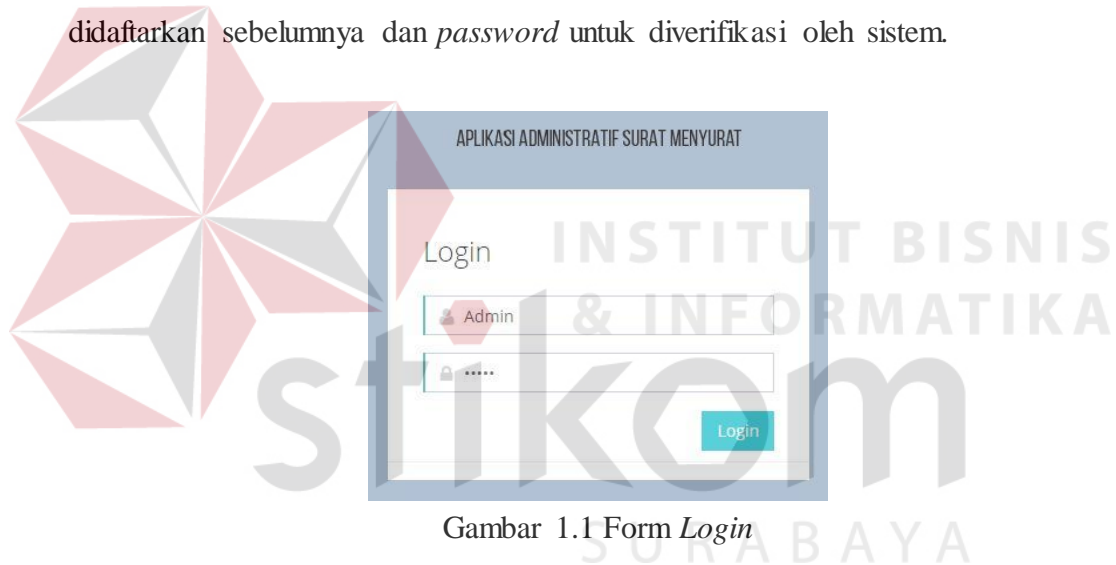 didaftarkan sebelumnya dan password untuk diverifikasi oleh sistem.
APLIKASI ADMINISTRATIF SURAT MENYURAT
INSTITUT BISNIS
& INFORMATIKA
stikom
SURABAYA
Login
Admin
•••••
Login
Gambar 1.1 Form Login